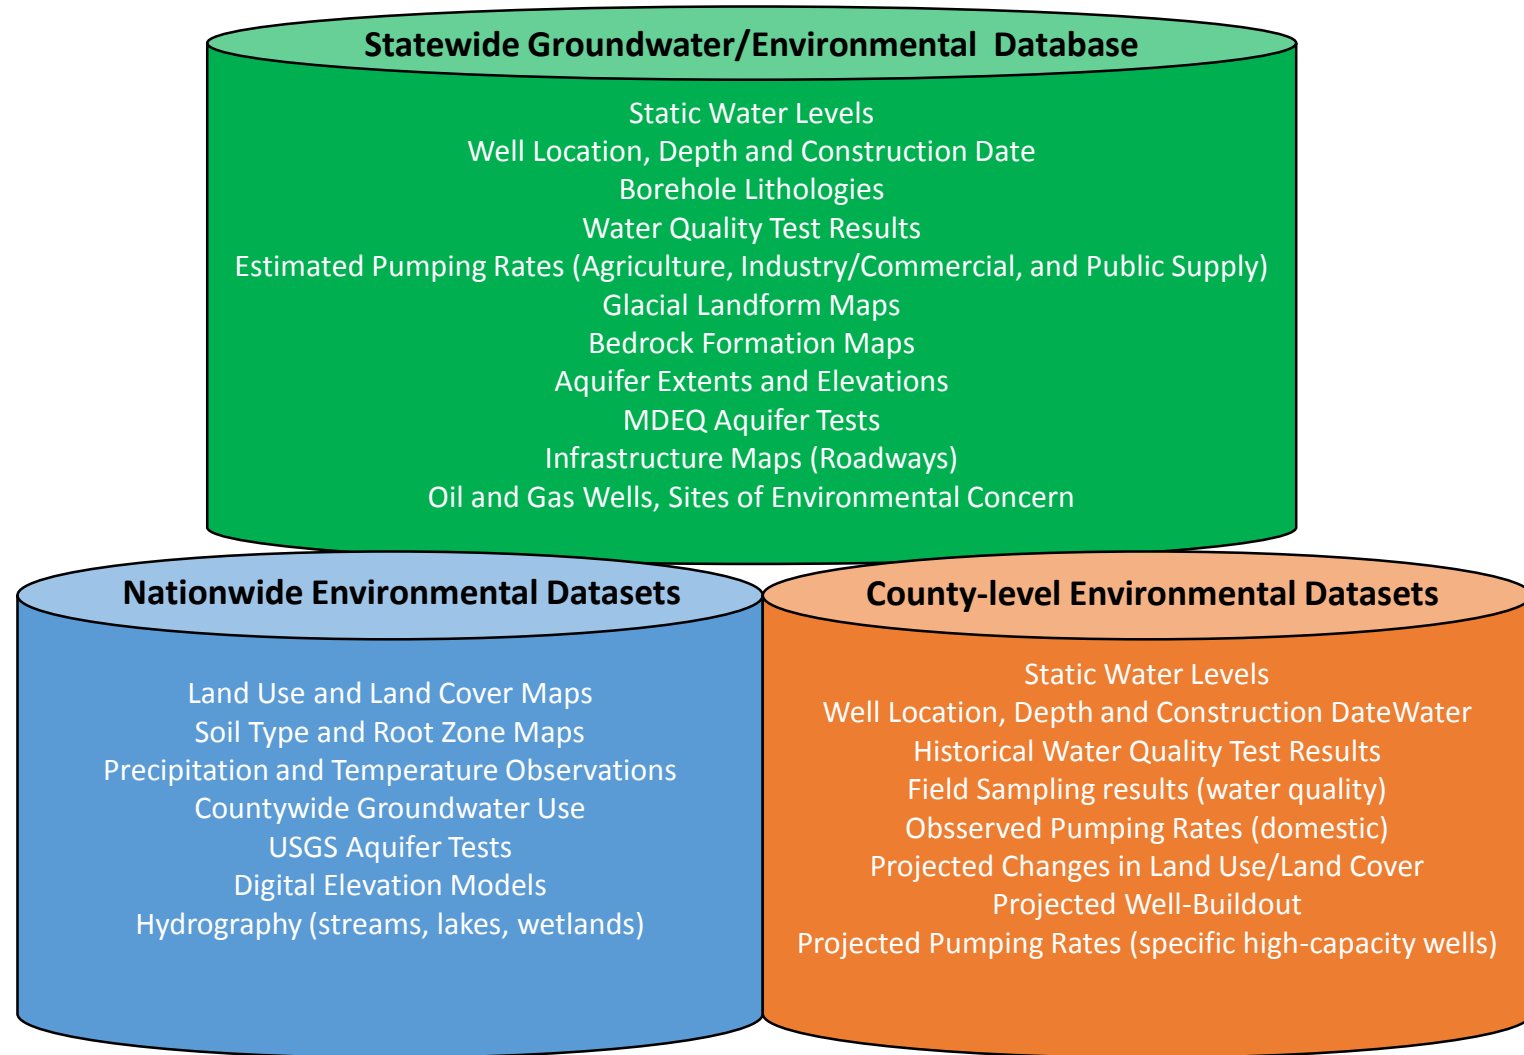 Statewide Groundwater/Environmental Database
Static Water Levels
Well Location, Depth and Construction Date
Borehole Lithologies
Water Quality Test Results
Estimated Pumping Rates (Agriculture, Industry/Commercial, and Public Supply)
Glacial Landform Maps
Bedrock Formation Maps
Aquifer Extents and Elevations
MDEQ Aquifer Tests
Infrastructure Maps (Roadways)
Oil and Gas Wells, Sites of Environmental Concern
Nationwide Environmental Datasets
Land Use and Land Cover Maps
Soil Type and Root Zone Maps
Precipitation and Temperature Observations
Countywide Groundwater Use
USGS Aquifer Tests
Digital Elevation Models
Hydrography (streams, lakes, wetlands)
County-level Environmental Datasets
Static Water Levels
Well Location, Depth and Construction DateWater
Historical Water Quality Test Results
Field Sampling results (water quality)
Obsserved Pumping Rates (domestic)
Projected Changes in Land Use/Land Cover
Projected Well-Buildout
Projected Pumping Rates (specific high-capacity wells)